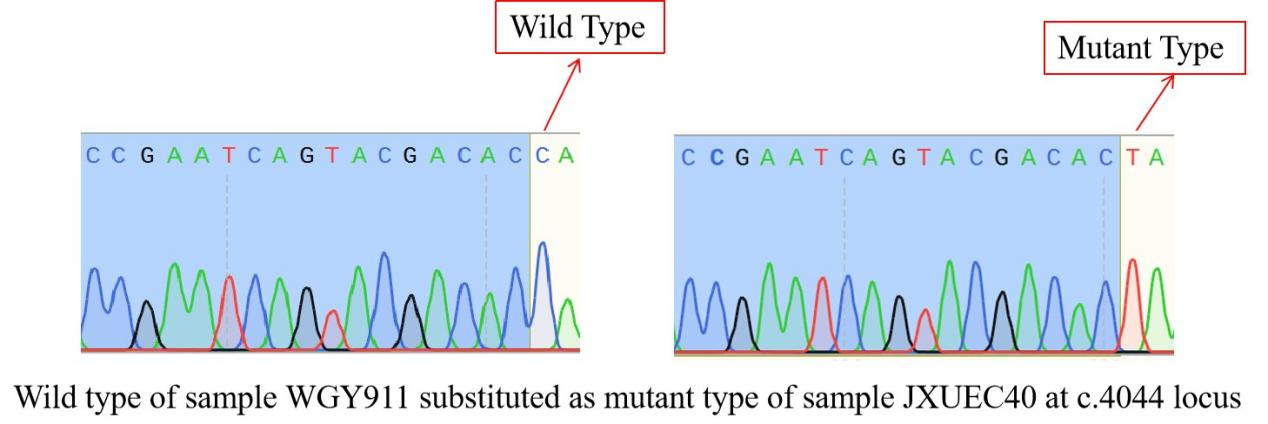 Wild Type
Mutant Type
C C G A A T C A G T A C G A C A C C A
C C G A A T C A G T A C G A C A C T A
Wild type of sample WGY911 substituted as mutant type of sample JXUEC40 at c.4044 locus